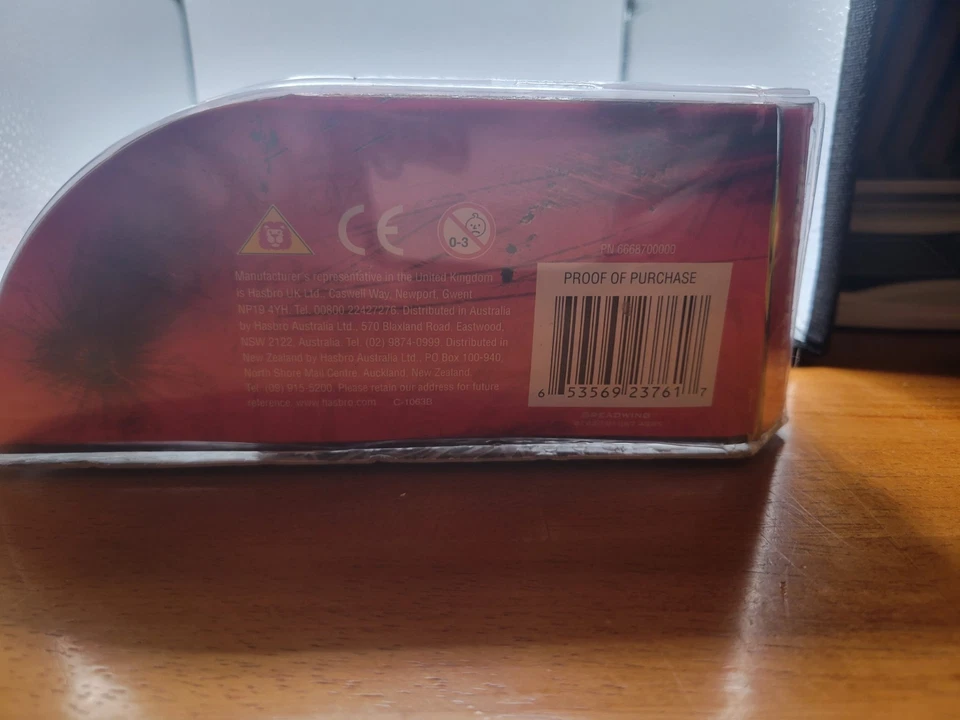 0-3
Manufacturer's representative in the United Kingdom
is Hasbro UK Ltd., Caswell Way, Newport, Gwent
NP19 4YH. Tel. 00800 22427276. Distributed in Australia
by Hasbro Australia Ltd., 570 Blaxland Road, Eastwood,
NSW 2122, Australia. Tel. (02) 9874-0999. Distributed in
New Zealand by Hasbro Australia Ltd., PO Box 100-940,
North Shore Mail Centre, Auckland, New Zealand.
Tel. (09) 915-5200. Please retain our address for future
reference. www.hasbro.com
PN 6668700000
PROOF OF PURCHASE
6 53569 23761 7